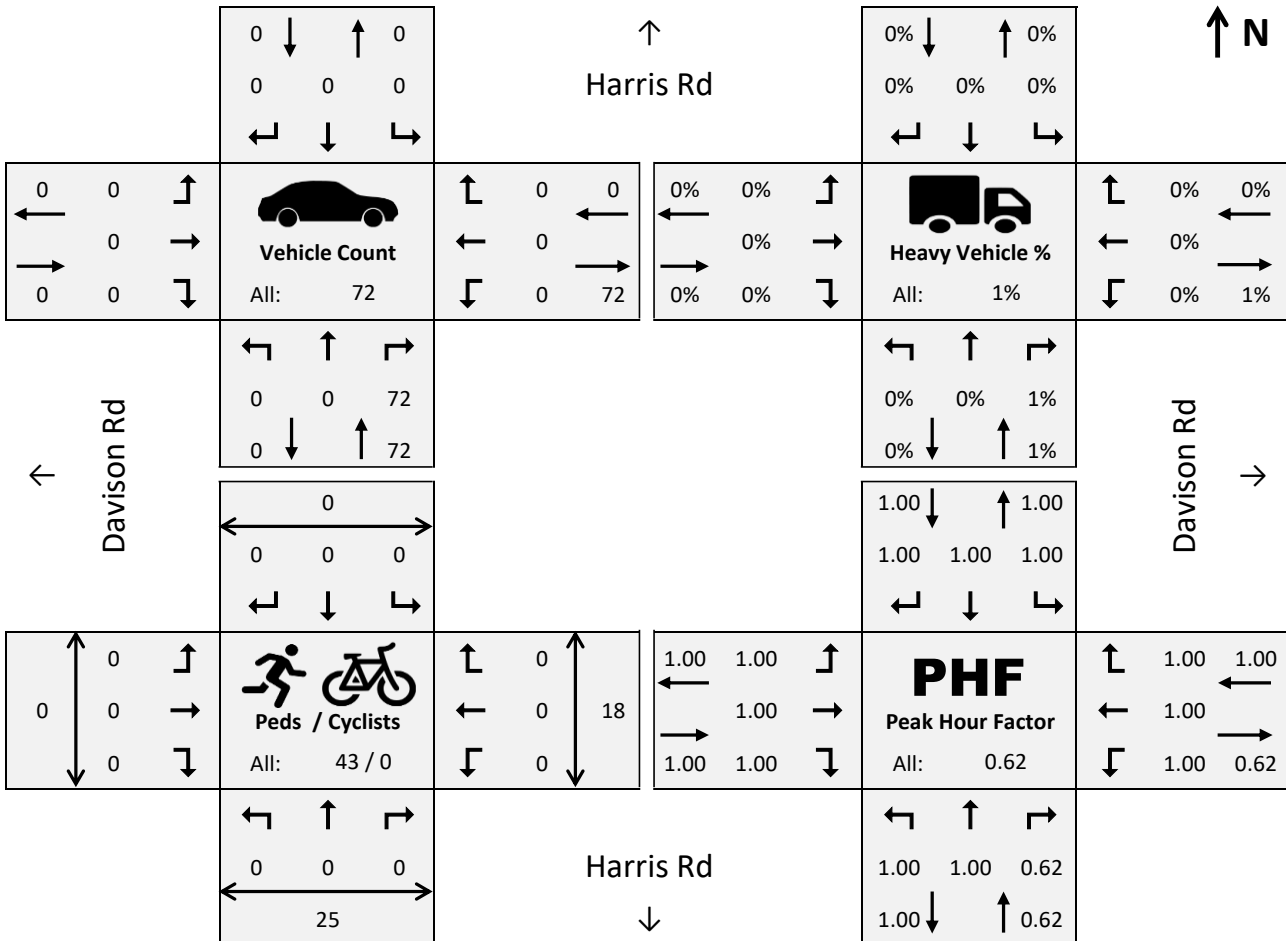 0 0
0 0 0
Harris Rd
0% 0%
0% 0% 0%
N
0 0
0
0 0
Vehicle Count
All: 72
0 0
0
0 72
0% 0%
0%
0% 0%
Heavy Vehicle %
All: 1%
0% 0%
0%
0% 1%
0 0 72
0 72
0% 0% 1%
0% 1%
Davison Rd
Davison Rd
0
0 0 0
1.00 1.00
1.00 1.00 1.00
0
0
0
0
Peds / Cyclists
All: 43 / 0
0
0
0
18
1.00 1.00
1.00
1.00 1.00
PHF
Peak Hour Factor
All: 0.62
1.00 1.00
1.00
1.00 0.62
0 0 0
25
Harris Rd
1.00 1.00 0.62
1.00 0.62